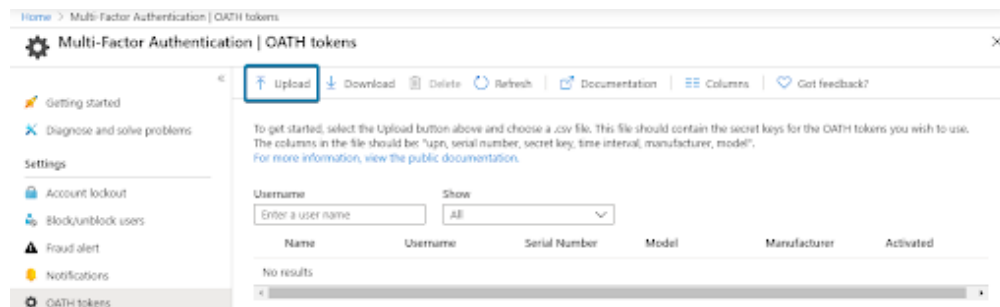 Home > Multi-Factor Authentication | OATH tokens
Multi-Factor Authentication | OATH tokens
Upload Download Delete Refresh Documentation Columns Got feedback?
Getting started
Diagnose and solve problems
Settings
Account lockout
Block/unblock users
Fraud alert
Notifications
OATH tokens
To get started, select the Upload button above and choose a .csv file. This file should contain the secret keys for the OATH tokens you wish to use.
The columns in the file should be: "upn, serial number, secret key, time interval, manufacturer, model".
For more information, view the public documentation.
Username Show
Enter a user name All
Name Username Serial Number Model Manufacturer Activated
No results